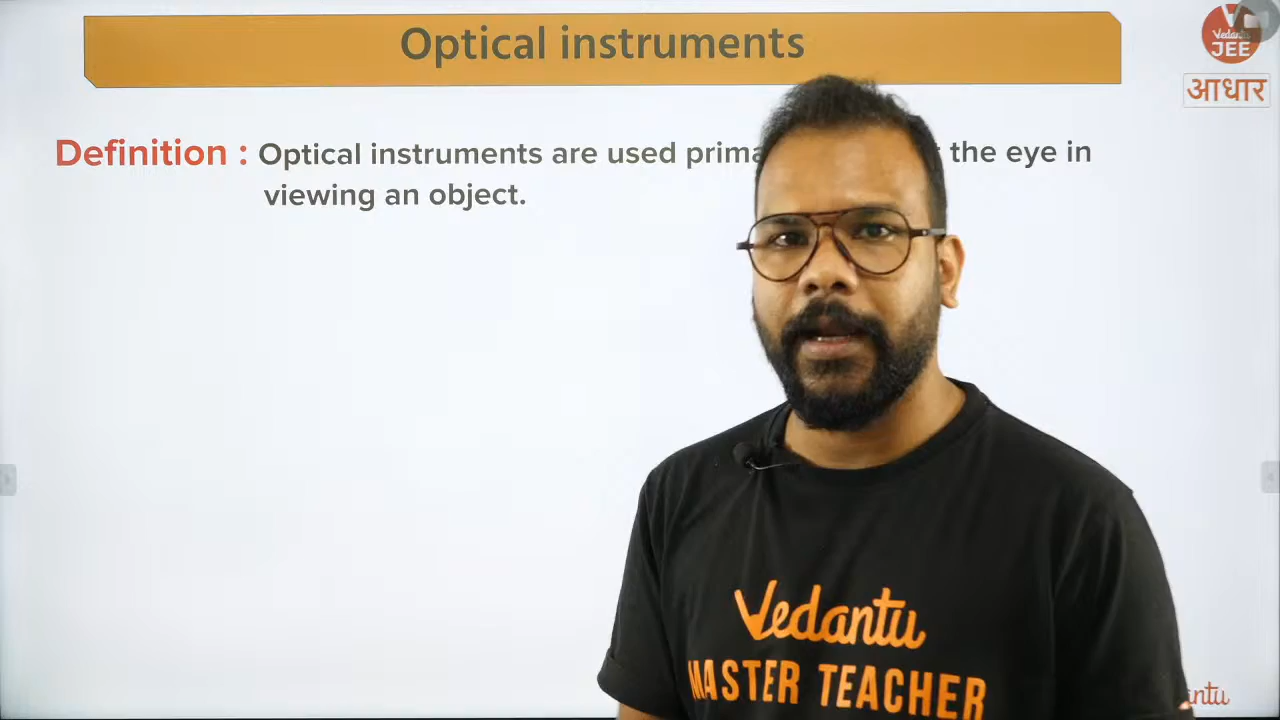 Optical instruments
Vedantu
JEE
आधार
Definition : Optical instruments are used the eye in
viewing an object.
Vedantu
MASTER TEACHER